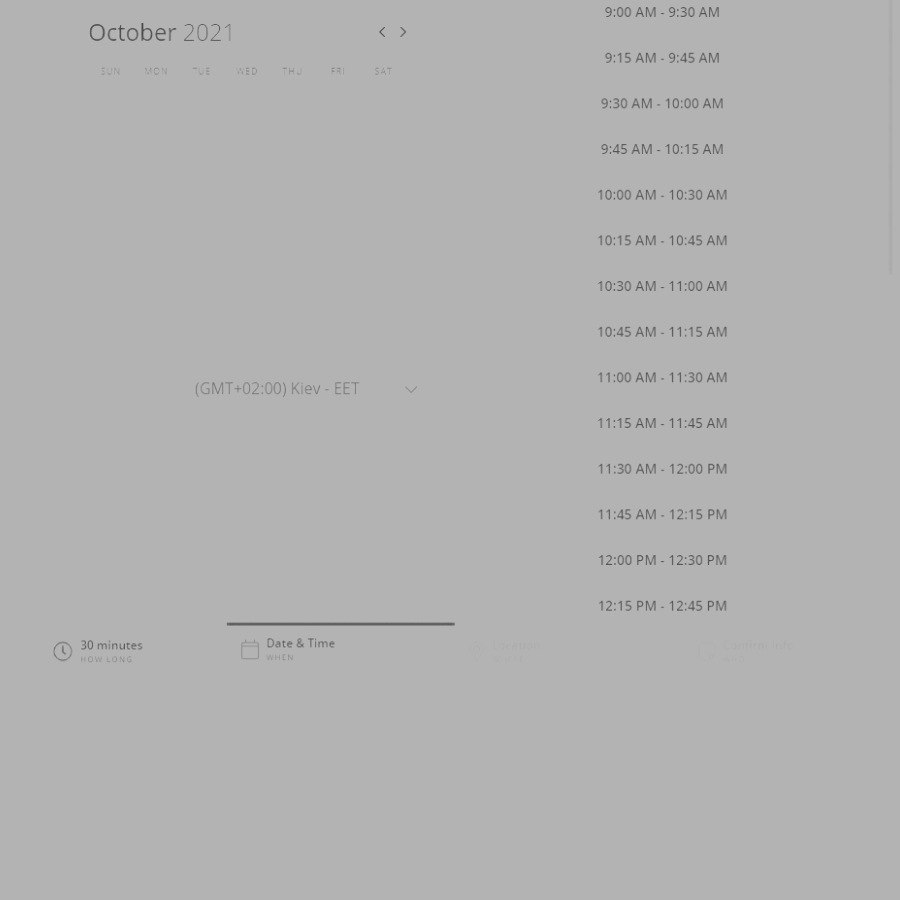 October 2021
SUN MON TUE WED THU FRI SAT
(GMT+02:00) Kiev - EET
9:00 AM - 9:30 AM
9:15 AM - 9:45 AM
9:30 AM - 10:00 AM
9:45 AM - 10:15 AM
10:00 AM - 10:30 AM
10:15 AM - 10:45 AM
10:30 AM - 11:00 AM
10:45 AM - 11:15 AM
11:00 AM - 11:30 AM
11:15 AM - 11:45 AM
11:30 AM - 12:00 PM
11:45 AM - 12:15 PM
12:00 PM - 12:30 PM
12:15 PM - 12:45 PM
30 minutes
HOW LONG
Date & Time
WHEN